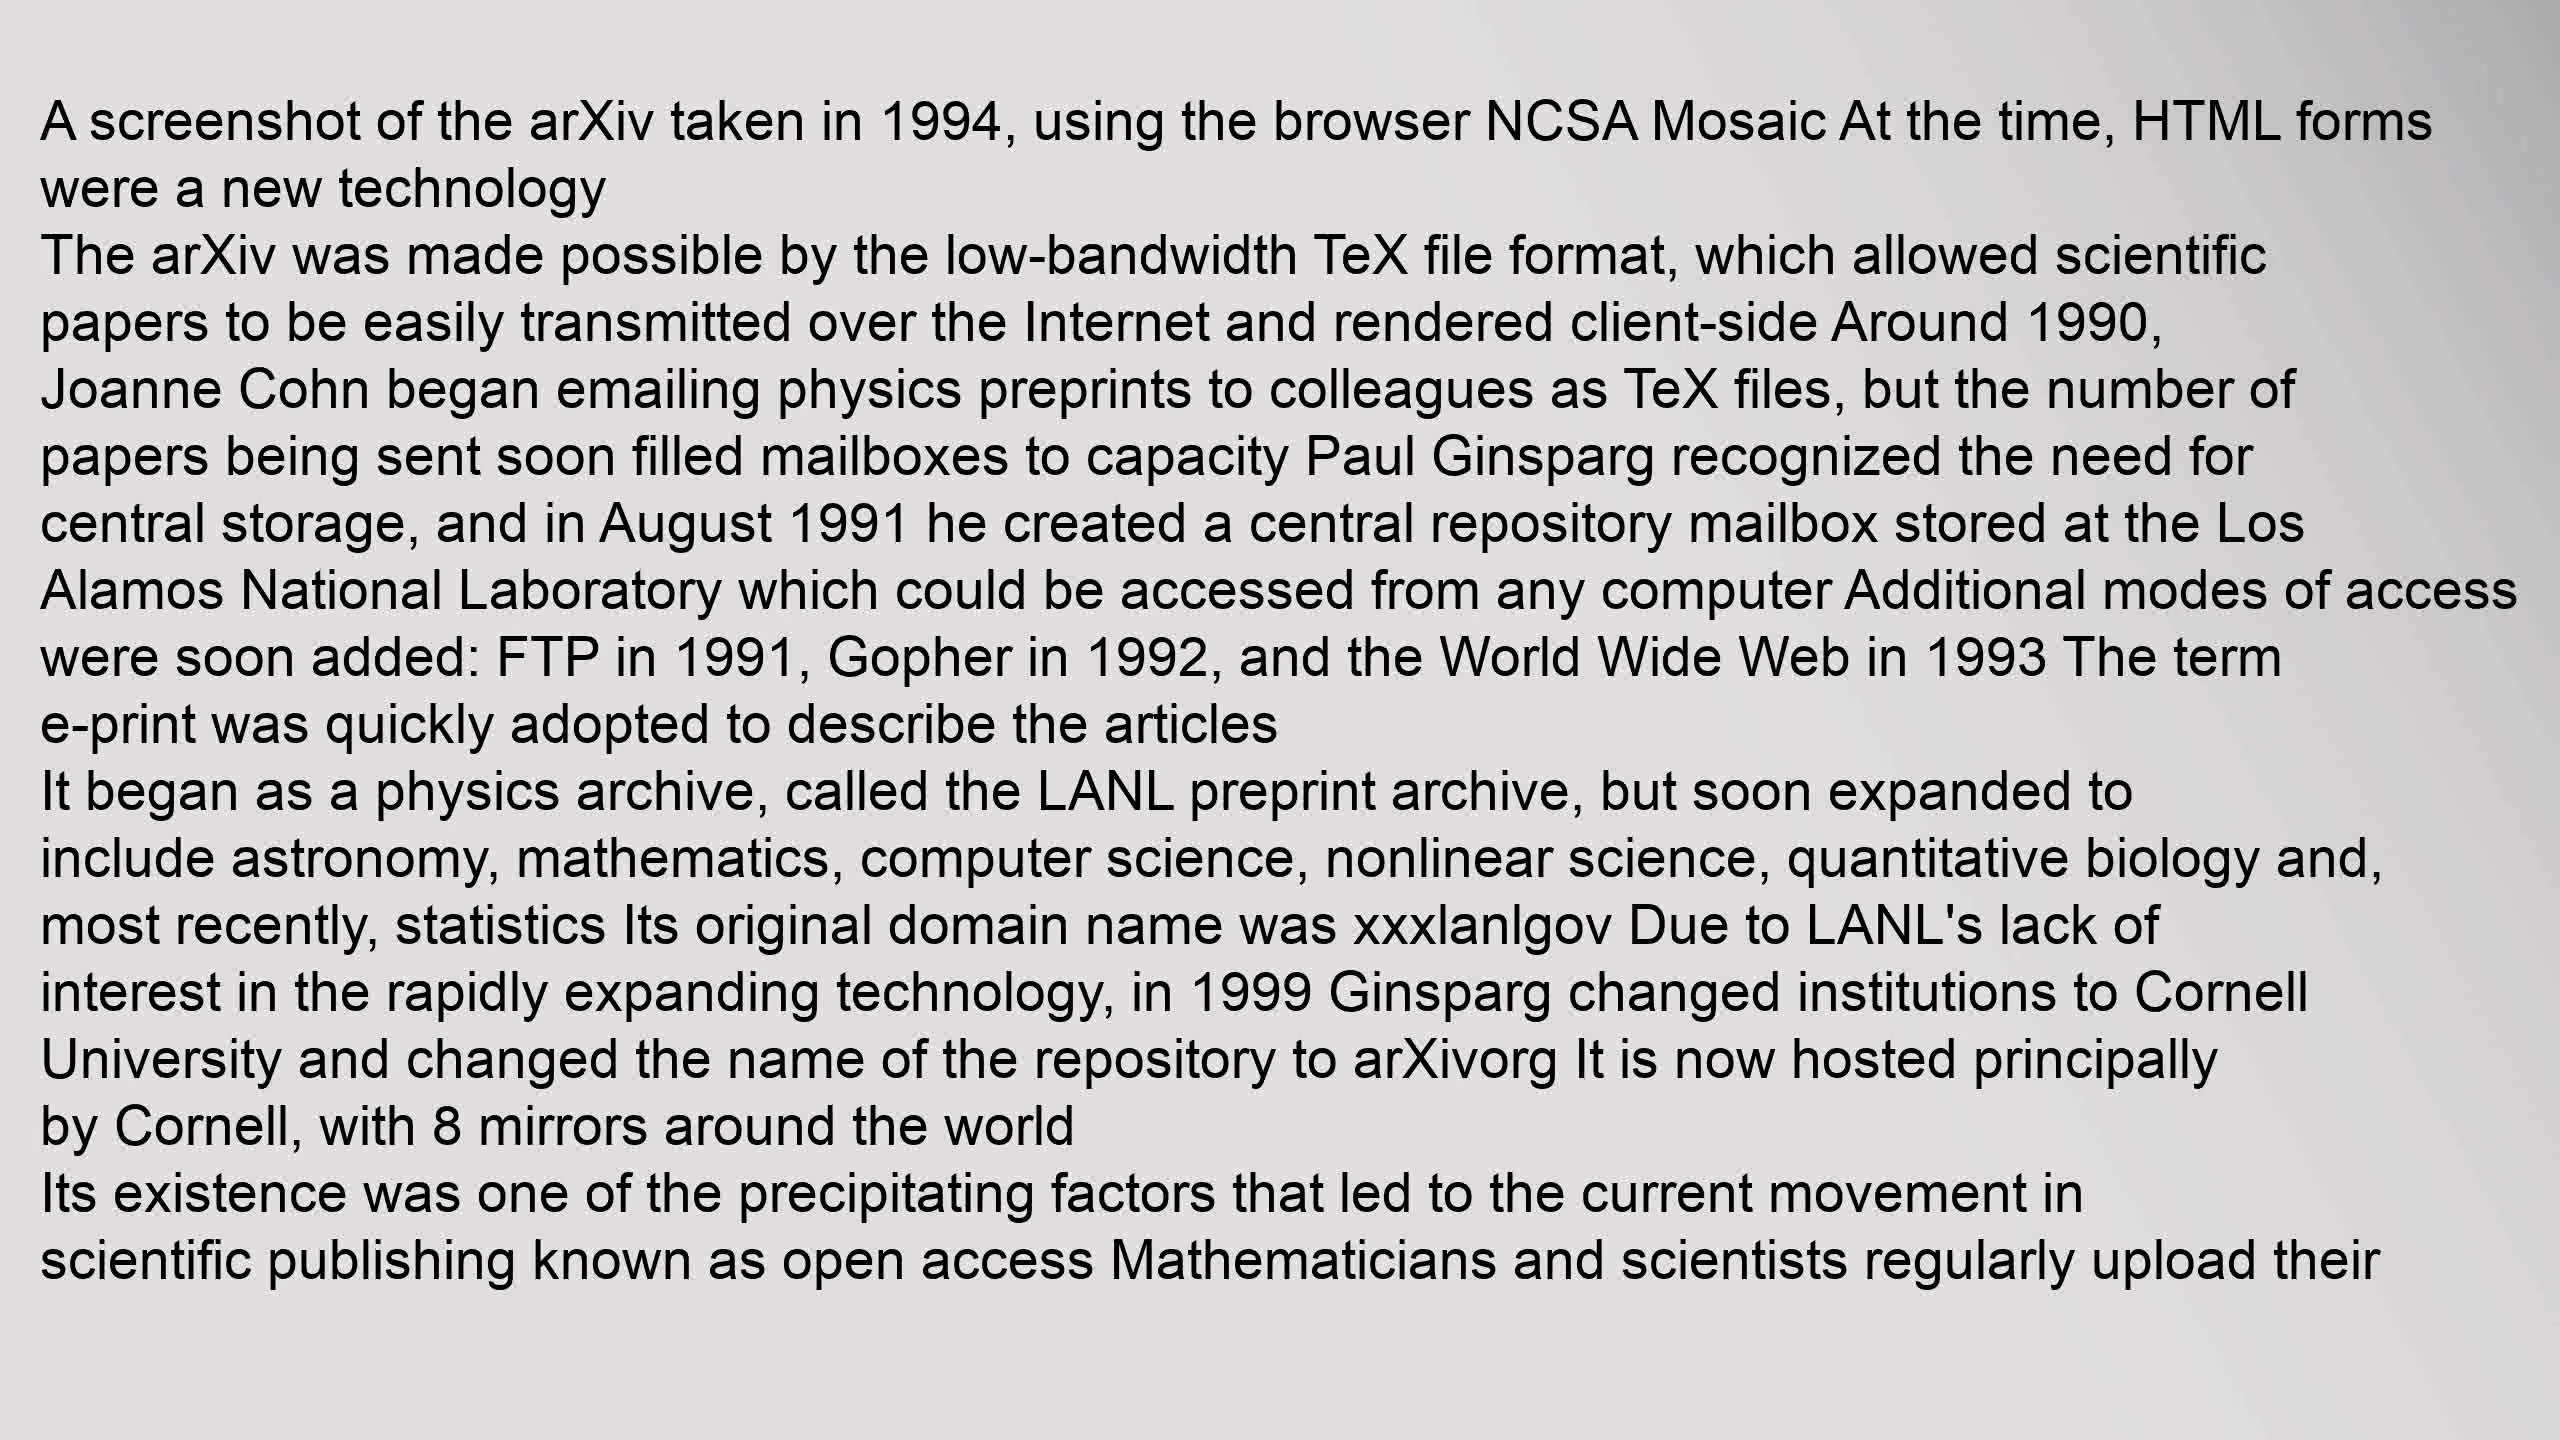 A screenshot of the arXiv taken in 1994, using the browser NCSA Mosaic At the time, HTML forms
were a new technology
The arXiv was made possible by the low-bandwidth TeX file format, which allowed scientific
papers to be easily transmitted over the Internet and rendered client-side Around 1990,
Joanne Cohn began emailing physics preprints to colleagues as TeX files, but the number of
papers being sent soon filled mailboxes to capacity Paul Ginsparg recognized the need for
central storage, and in August 1991 he created a central repository mailbox stored at the Los
Alamos National Laboratory which could be accessed from any computer Additional modes of access
were soon added: FTP in 1991, Gopher in 1992, and the World Wide Web in 1993 The term
e-print was quickly adopted to describe the articles
It began as a physics archive, called the LANL preprint archive, but soon expanded to
include astronomy, mathematics, computer science, nonlinear science, quantitative biology and,
most recently, statistics Its original domain name was xxxlanlgov Due to LANL's lack of
interest in the rapidly expanding technology, in 1999 Ginsparg changed institutions to Cornell
University and changed the name of the repository to arXivorg It is now hosted principally
by Cornell, with 8 mirrors around the world
Its existence was one of the precipitating factors that led to the current movement in
scientific publishing known as open access Mathematicians and scientists regularly upload their